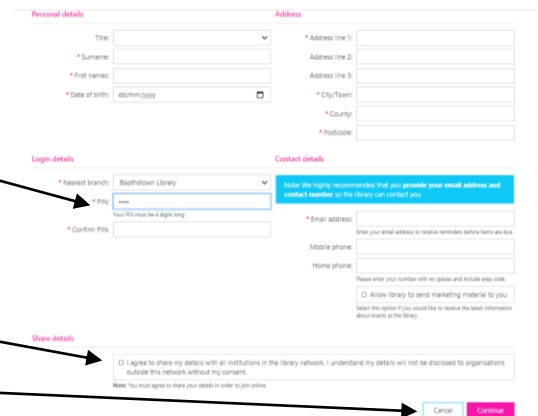 Personal details
Title:
* Surname:
* First names:
* Date of birth: dd/mm/yyyy
Address
* Address line 1:
Address line 2:
Address line 3:
* City/Town:
* County:
* Postcode:
Login details
* Nearest branch: Boothstown Library
* PIN: ••••
Your PIN must be 4 digits long
* Confirm PIN:
Contact details
Note: We highly recommended that you provide your email address and
contact number so the library can contact you
* Email address:
Enter your email address to receive reminders before items are due.
Mobile phone:
Home phone:
Please enter your number with no spaces and include area code.
Allow library to send marketing material to you
Select this option if you would like to receive the latest information
about events at the library.
Share details
I agree to share my details with all institutions in the library network. I understand my details will not be disclosed to organisations
outside this network without my consent.
Note: You must agree to share your details in order to join online.
Cancel
Continue